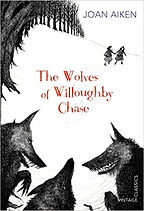 JOAN AIKEN
The Wolves
of Willoughby
Chase
VINTAGE
CLASSICS